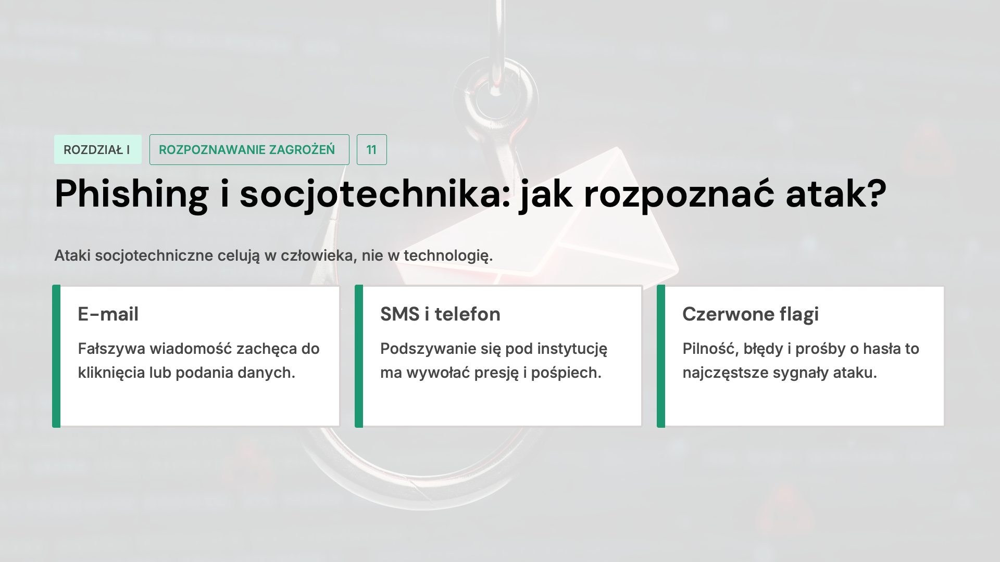 ROZDZIAŁ I
ROZPOZNAWANIE ZAGROŻEŃ
11
Phishing i socjotechnika: jak rozpoznać atak?
Ataki socjotechniczne celują w człowieka, nie w technologię.
E-mail
Fałszywa wiadomość zachęca do
kliknięcia lub podania danych.
SMS i telefon
Podszywanie się pod instytucję
ma wywołać presję i pośpiech.
Czerwone flagi
Pilność, błędy i prośby o hasła to
najczęstsze sygnały ataku.